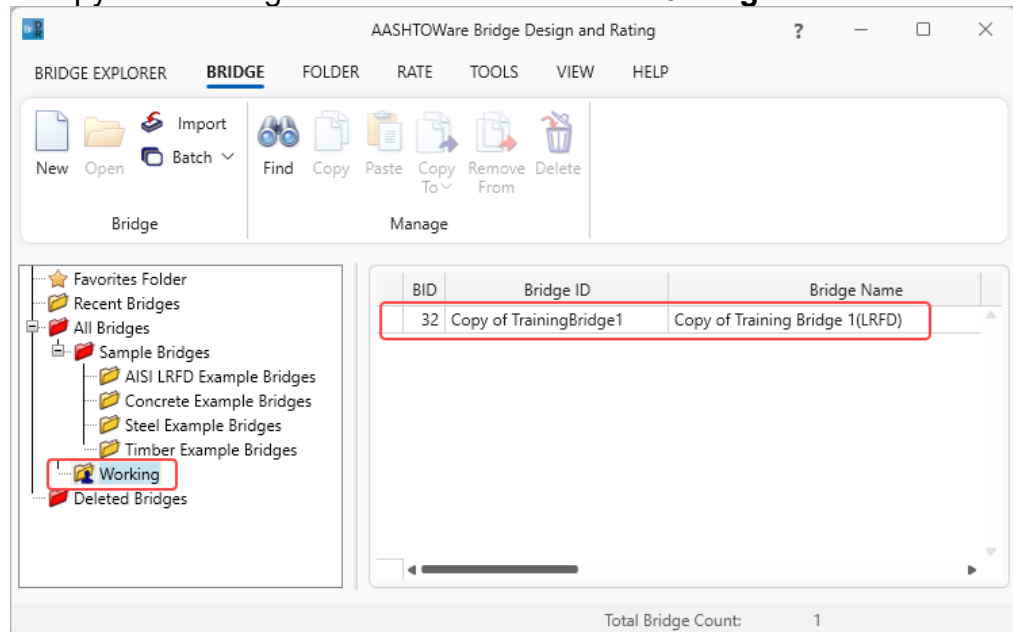 AASHTOWare Bridge Design and Rating ?
BRIDGE EXPLORER BRIDGE FOLDER RATE TOOLS VIEW HELP
New Open Import Batch Find Copy Paste Copy To Remove From Delete
Bridge Manage
Favorites Folder
Recent Bridges
All Bridges
Sample Bridges
AISI LRFD Example Bridges
Concrete Example Bridges
Steel Example Bridges
Timber Example Bridges
Working
Deleted Bridges
BID Bridge ID Bridge Name
32 Copy of TrainingBridge1 Copy of Training Bridge 1(LRFD)
Total Bridge Count: 1